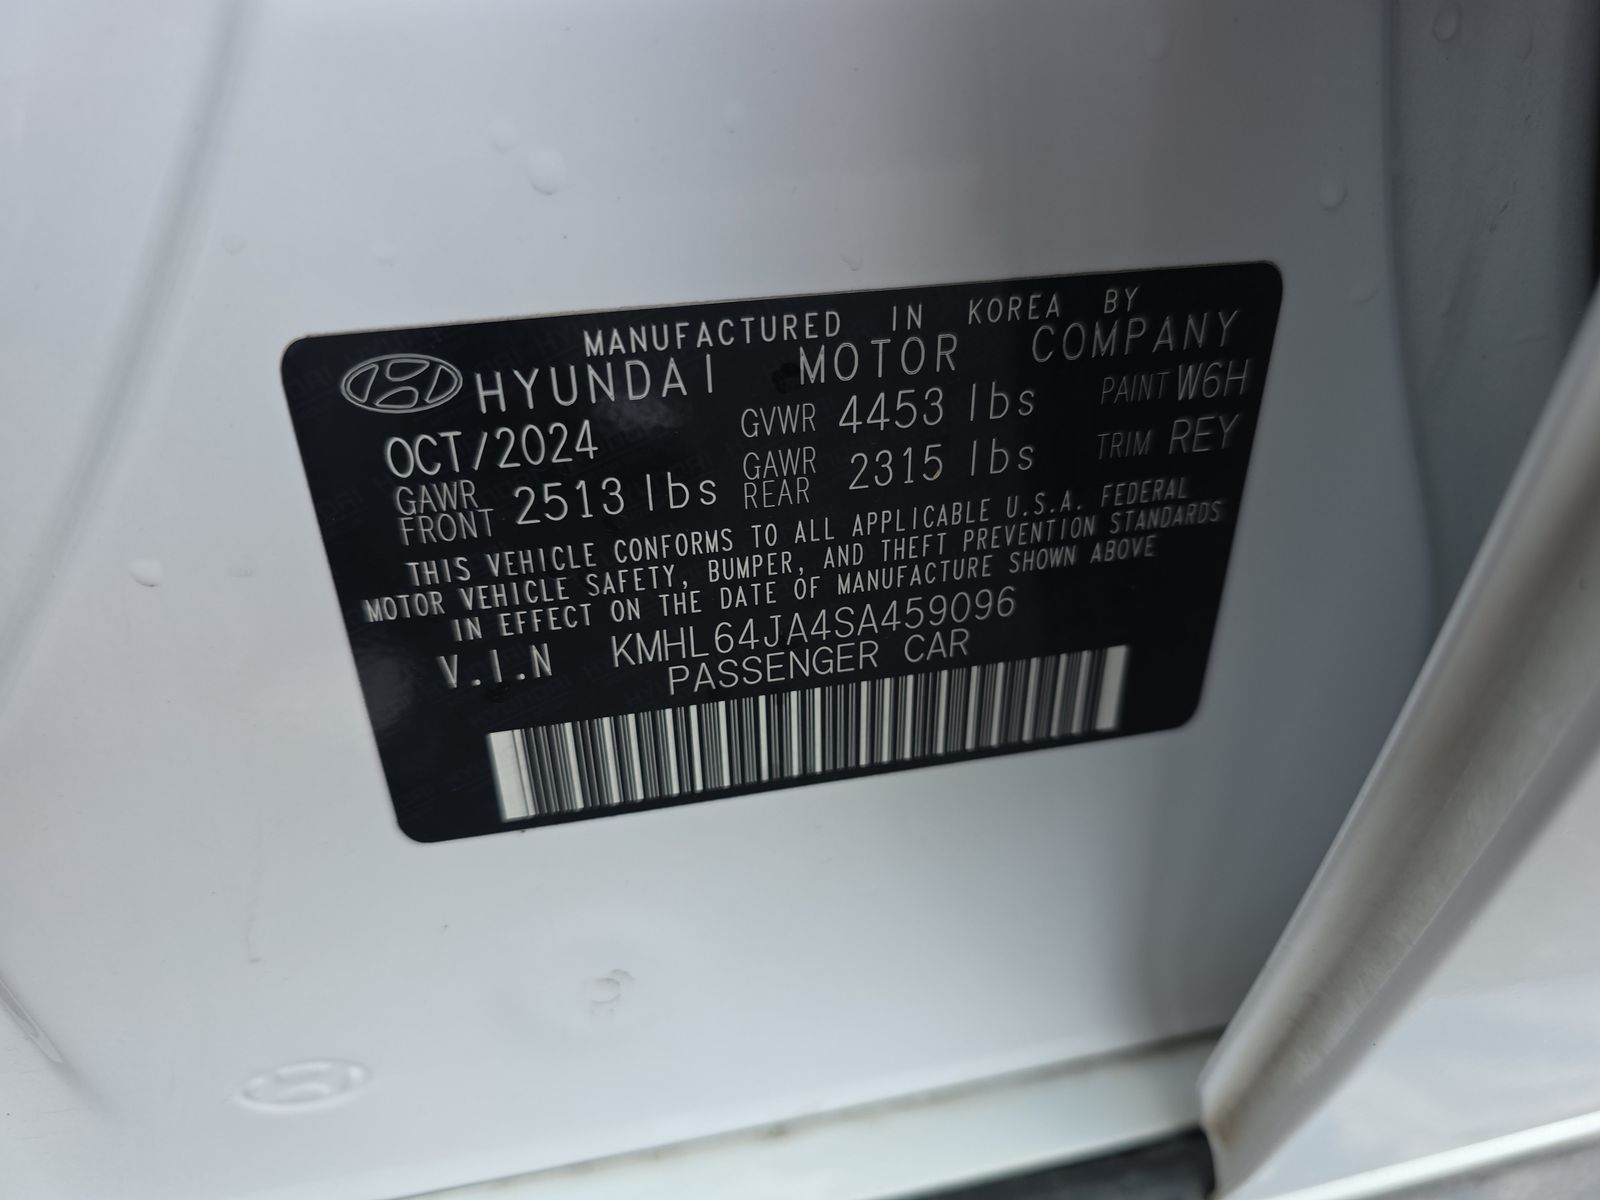 MANUFACTURED IN KOREA BY
HYUNDAI MOTOR COMPANY
OCT/2024 GVWR 4453 lbs PAINT W6H
GAWR FRONT 2513 lbs GAWR REAR 2315 lbs TRIM REY
THIS VEHICLE CONFORMS TO ALL APPLICABLE U.S.A. FEDERAL
MOTOR VEHICLE SAFETY, BUMPER, AND THEFT PREVENTION STANDARDS
IN EFFECT ON THE DATE OF MANUFACTURE SHOWN ABOVE
V.I.N KMHL64JA4SA459096
PASSENGER CAR